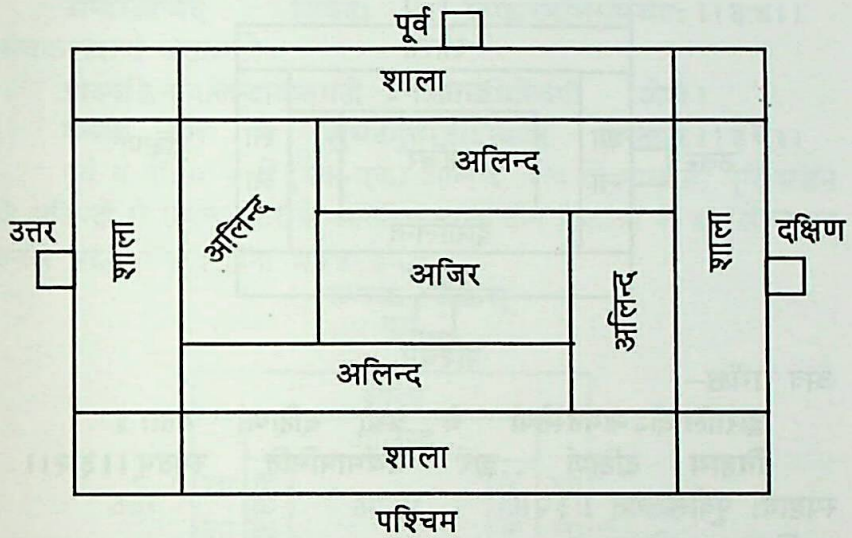 पूर्व
शाला
अलिन्द
उत्तर
शाला
अलिन्द
अजिर
अलिन्द
शाला
दक्षिण
अलिन्द
शाला
पश्चिम